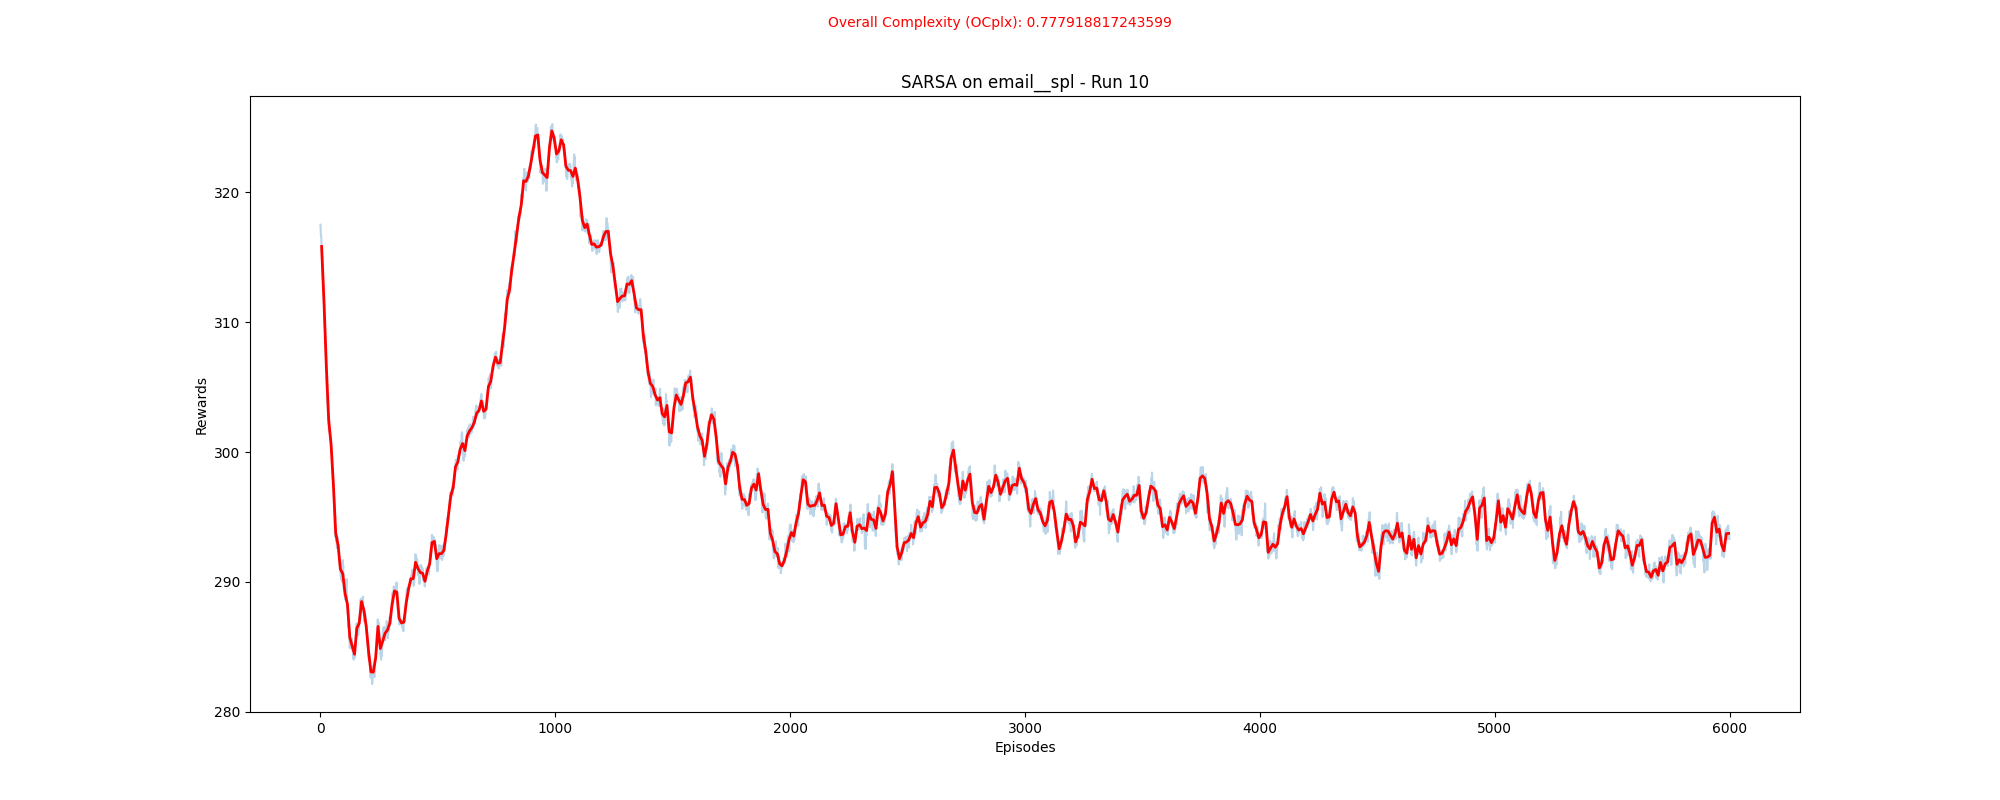 Overall Complexity (OCplx): 0.777918817243599
SARSA on email__spl - Run 10
Rewards
320
310
300
290
280
0 1000 2000 3000 4000 5000 6000
Episodes